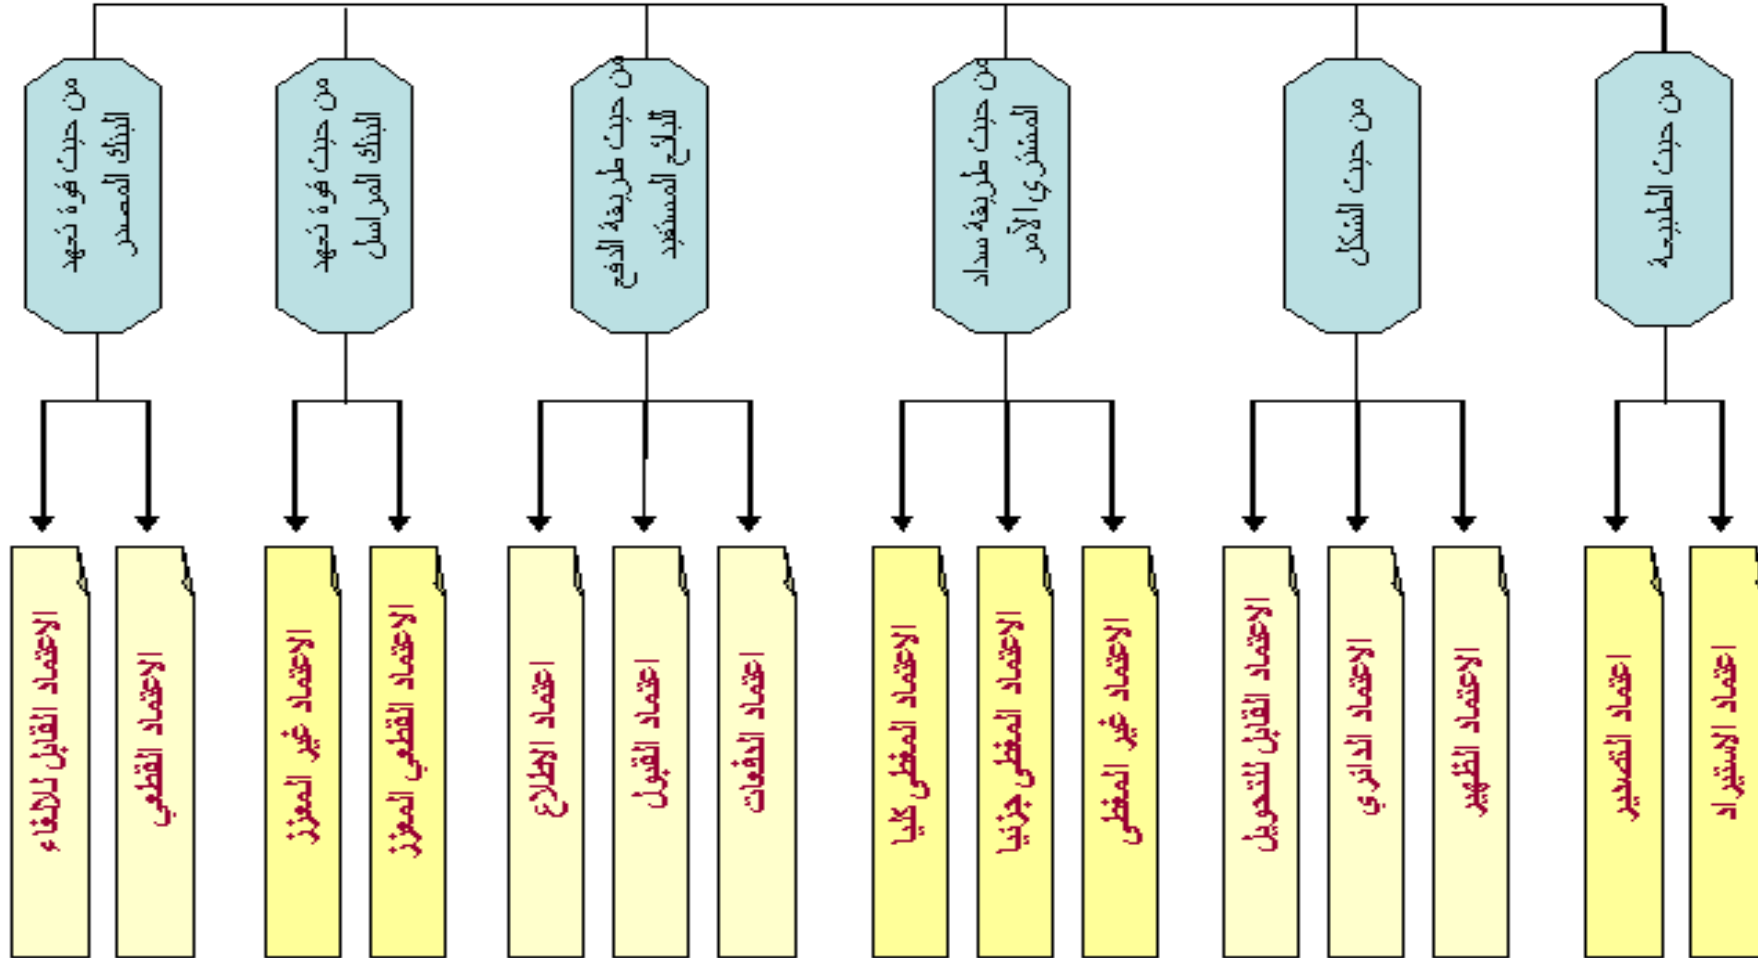 من حيث الطبيعة
من حيث الشكل
من حيث طريقة سداد
المشتري الآمر
من حيث طريقة الدفع
للبائع المستفيد
من حيث قوة تعهد
البنك المراسل
من حيث قوة تعهد
البنك المصدر
اعتماد الاستيراد
اعتماد التصدير
الاعتماد الظهير
الاعتماد الدائري
الاعتماد القابل للتحويل
الاعتماد غير المغطى
الاعتماد المغطى جزئيا
الاعتماد المغطى كليا
اعتماد الدفعات
اعتماد القبول
اعتماد الاطلاع
الاعتماد القطعي المعزز
الاعتماد غير المعزز
الاعتماد القطعي
الاعتماد القابل للالغاء